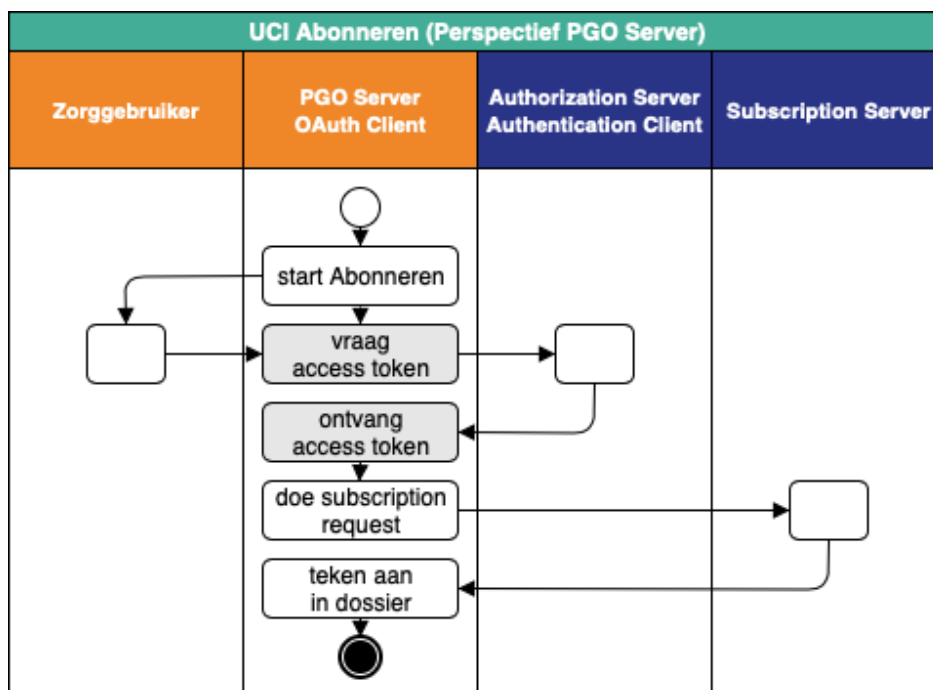 UCI Abonneren (Perspectief PGO Server)
Zorggebruiker
PGO Server
OAuth Client
Authorization Server
Authentication Client
Subscription Server
start Abonneren
vraag
access token
ontvang
access token
doe subscription
request
teken aan
in dossier